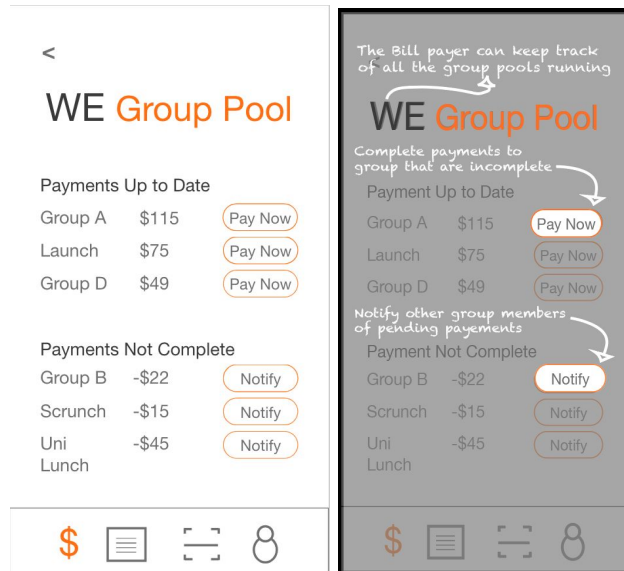 <
WE Group Pool
Payments Up to Date
Group A $115 Pay Now
Launch $75 Pay Now
Group D $49 Pay Now
Payments Not Complete
Group B -$22 Notify
Scrunch -$15 Notify
Uni -$45 Notify
Lunch
$
The Bill payer can keep track
of all the group pools running
WE Group Pool
Complete payments to
group that are incomplete
Payment Up to Date
Group A $115 Pay Now
Launch $75 Pay Now
Group D $49 Pay Now
Notify other group members
of pending payements
Payment Not Complete
Group B -$22 Notify
Scrunch -$15 Notify
Uni -$45 Notify
Lunch
$